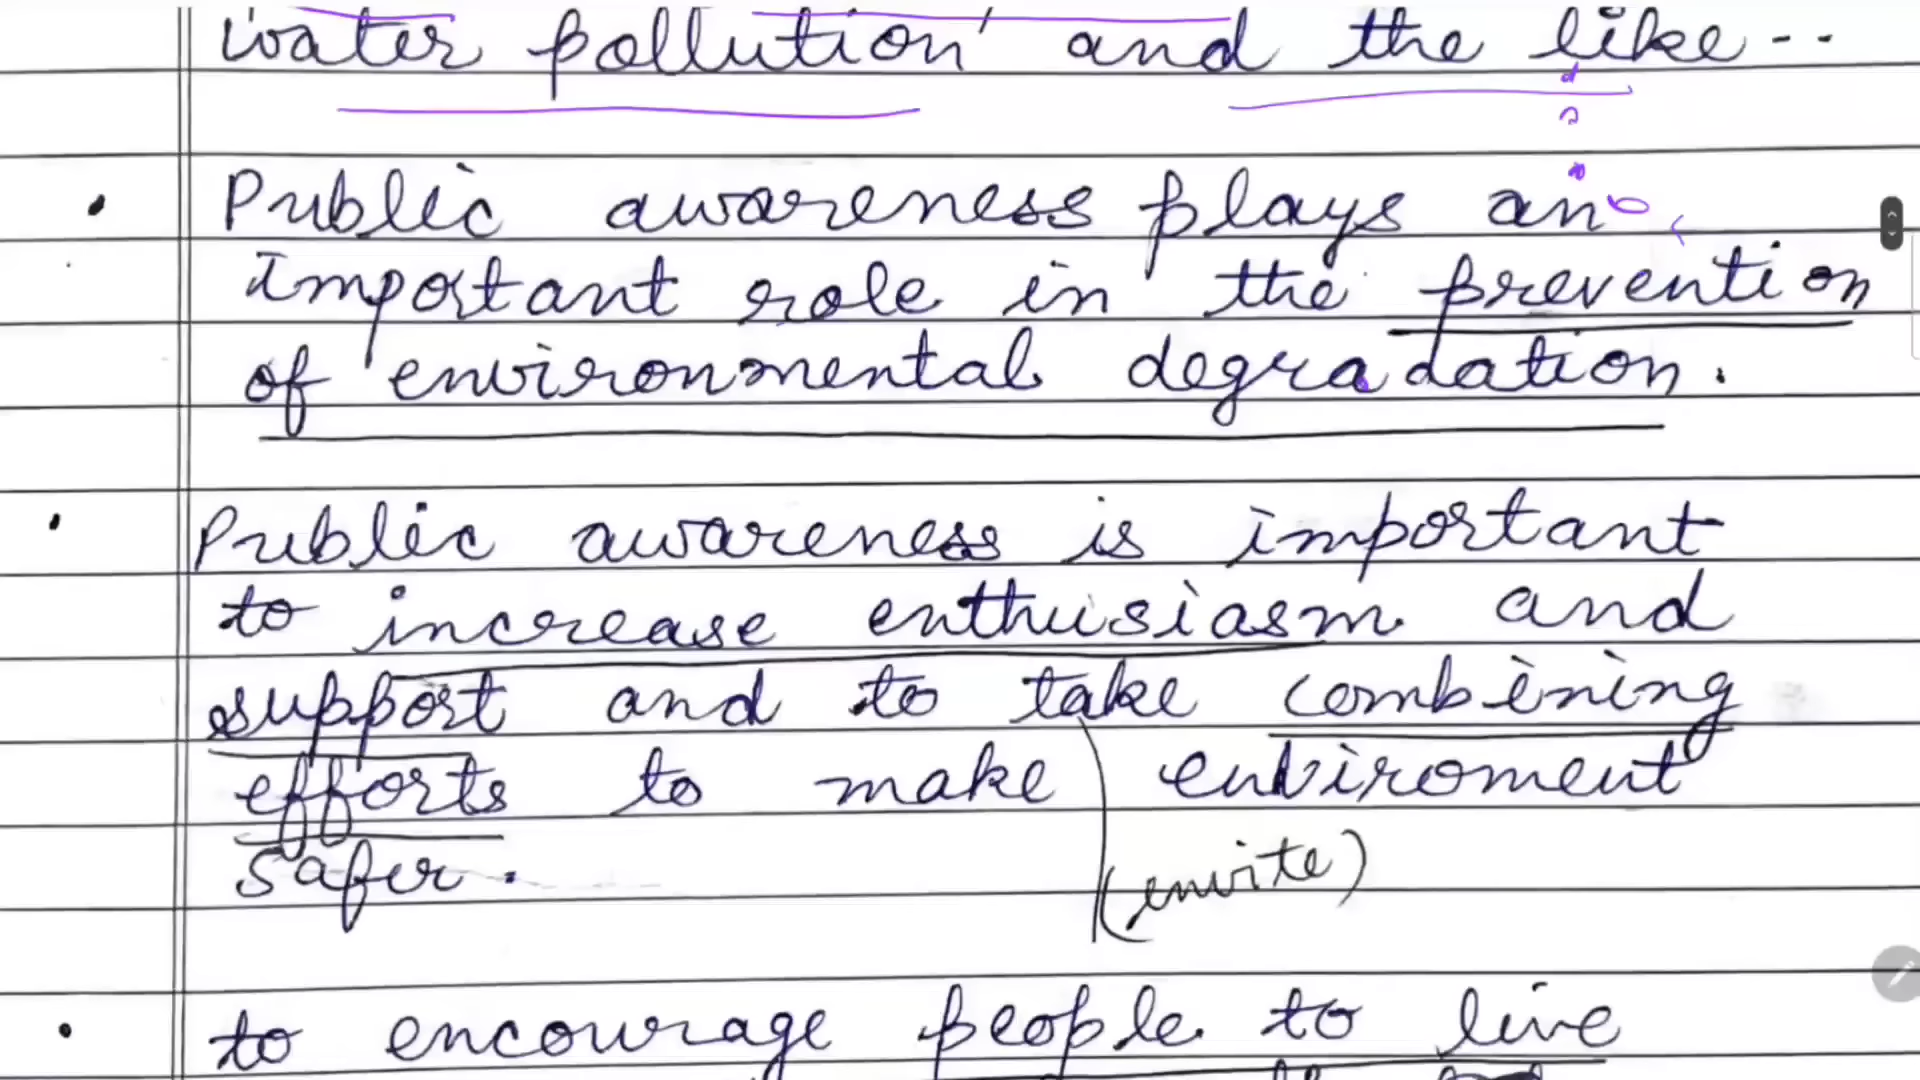 water pollution' and the like--
• Public awareness plays an
important role in the prevention
of environmental degradation.
• Public awareness is important
to increase enthusiasm and
support and to take combining
efforts to make enviroment
(envite)
safer.
• to encourage people to live